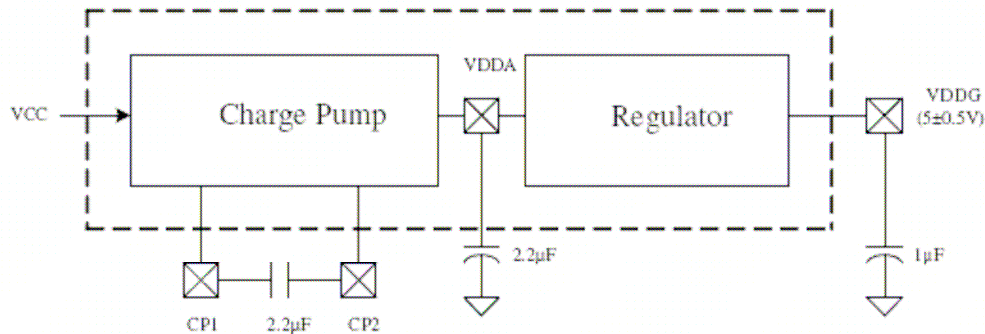 VDDA
VCC
Charge Pump
Regulator
VDDG
(5±0.5V)
2.2μF
1μF
CP1
2.2μF
CP2